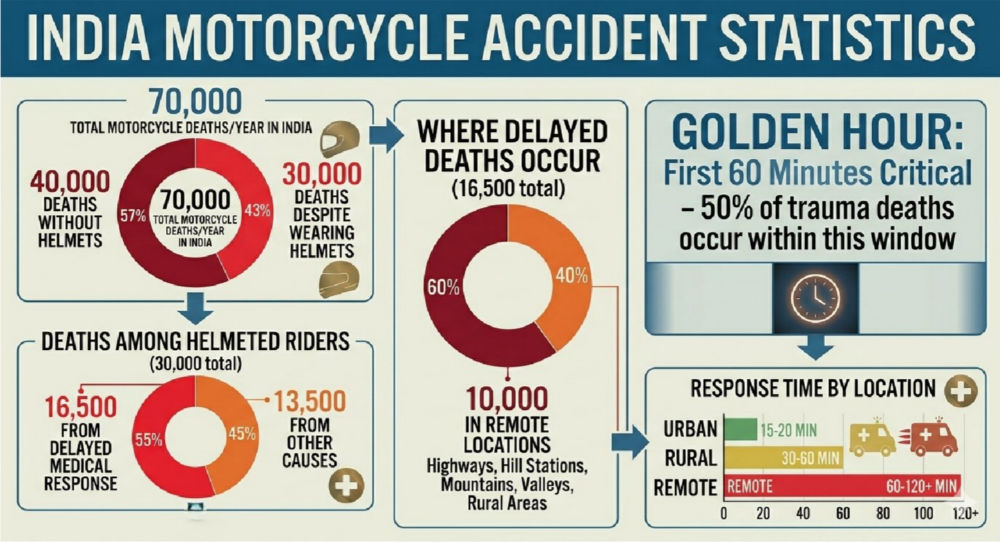 INDIA MOTORCYCLE ACCIDENT STATISTICS
70,000
TOTAL MOTORCYCLE DEATHS/YEAR IN INDIA
40,000
DEATHS
WITHOUT
HELMETS
57%
70,000
TOTAL MOTORCYCLE
DEATHS/YEAR
IN INDIA
43%
30,000
DEATHS
DESPITE
WEARING
HELMETS
DEATHS AMONG HELMETED RIDERS
(30,000 total)
16,500
FROM
DELAYED
MEDICAL
RESPONSE
55%
45%
13,500
FROM
OTHER
CAUSES
WHERE DELAYED
DEATHS OCCUR
(16,500 total)
60%
40%
10,000
IN REMOTE
LOCATIONS
Highways, Hill Stations,
Mountains, Valleys,
Rural Areas
GOLDEN HOUR:
First 60 Minutes Critical
– 50% of trauma deaths
occur within this window
RESPONSE TIME BY LOCATION
URBAN 15-20 MIN
RURAL 30-60 MIN
REMOTE REMOTE 60-120+ MIN
0 20 40 60 80 100 120+